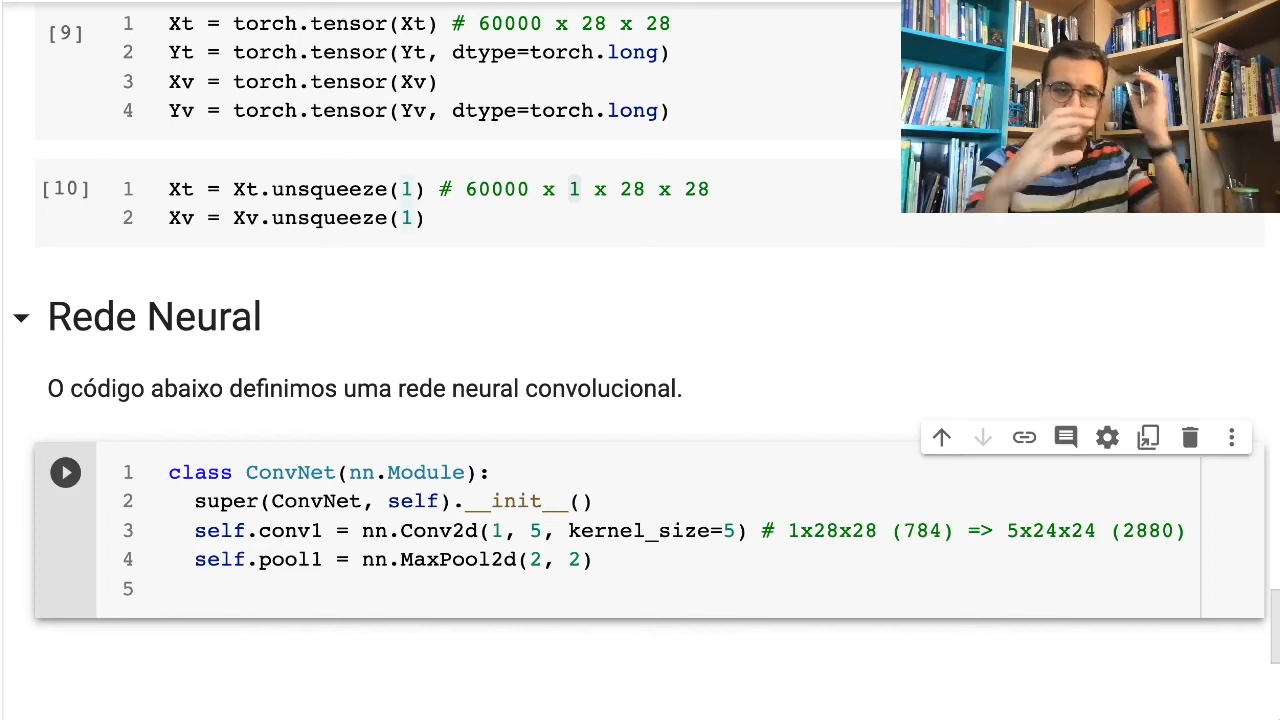 [9]
1 Xt = torch.tensor(Xt) # 60000 x 28 x 28
2 Yt = torch.tensor(Yt, dtype=torch.long)
3 Xv = torch.tensor(Xv)
4 Yv = torch.tensor(Yv, dtype=torch.long)
[10]
1 Xt = Xt.unsqueeze(1) # 60000 x 1 x 28 x 28
2 Xv = Xv.unsqueeze(1)
Rede Neural
O código abaixo definimos uma rede neural convolucional.
1 class ConvNet(nn.Module):
2 super(ConvNet, self).__init__()
3 self.conv1 = nn.Conv2d(1, 5, kernel_size=5) # 1x28x28 (784) => 5x24x24 (2880)
4 self.pool1 = nn.MaxPool2d(2, 2)
5